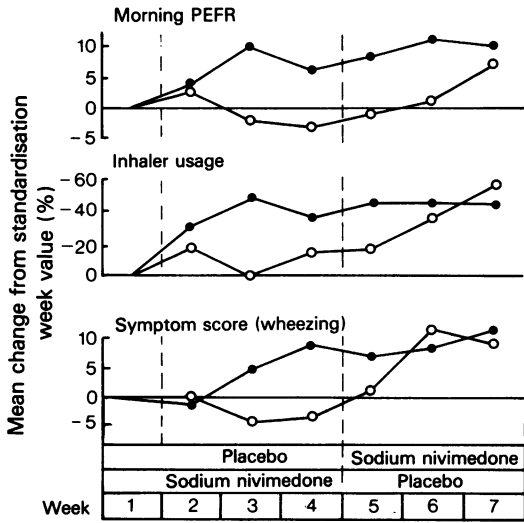 Morning PEFR
10
5
0
-5
Inhaler usage
-60
-40
-20
0
Symptom score (wheezing)
10
5
0
-5
Mean change from standardisation
week value (%)
Placebo Sodium nivimedone
Sodium nivimedone Placebo
Week 1 2 3 4 5 6 7